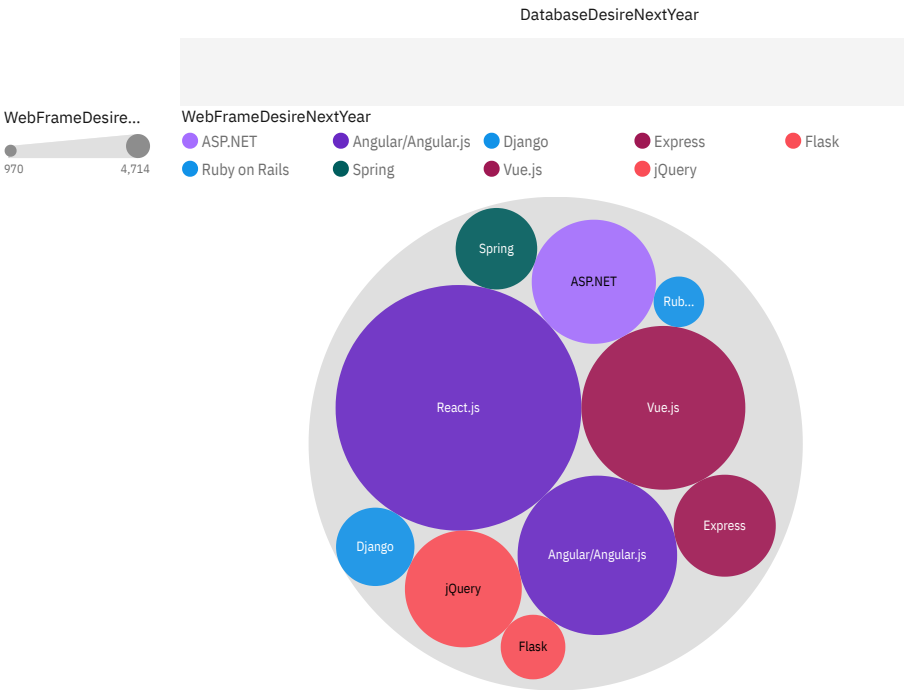 DatabaseDesireNextYear
WebFrameDesire...
970
4,714
WebFrameDesireNextYear
ASP.NET
Angular/Angular.js
Django
Express
Flask
Ruby on Rails
Spring
Vue.js
jQuery
Spring
ASP.NET
Rub...
React.js
Vue.js
Express
Django
Angular/Angular.js
jQuery
Flask